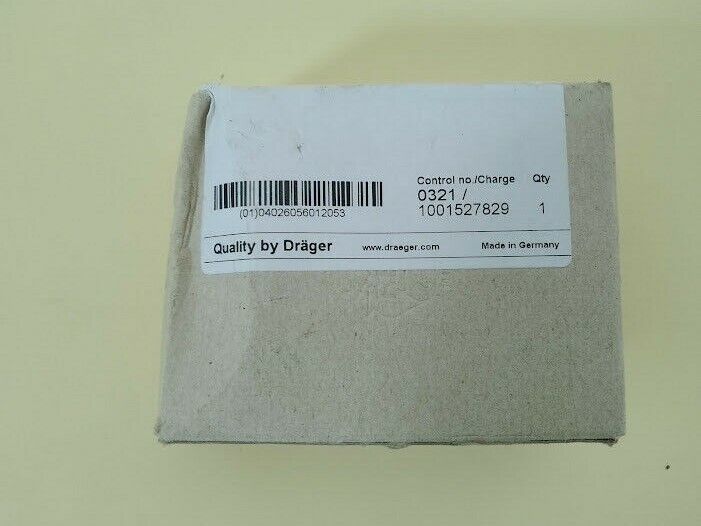 Control no./Charge Qty
0321 /
1001527829 1
(01)04026056012053
Quality by Dräger www.draeger.com Made in Germany